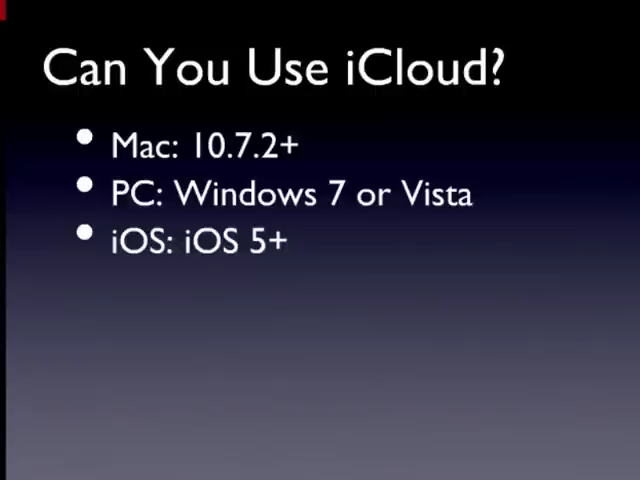 Can You Use iCloud?
• Mac: 10.7.2+
• PC: Windows 7 or Vista
• iOS: iOS 5+